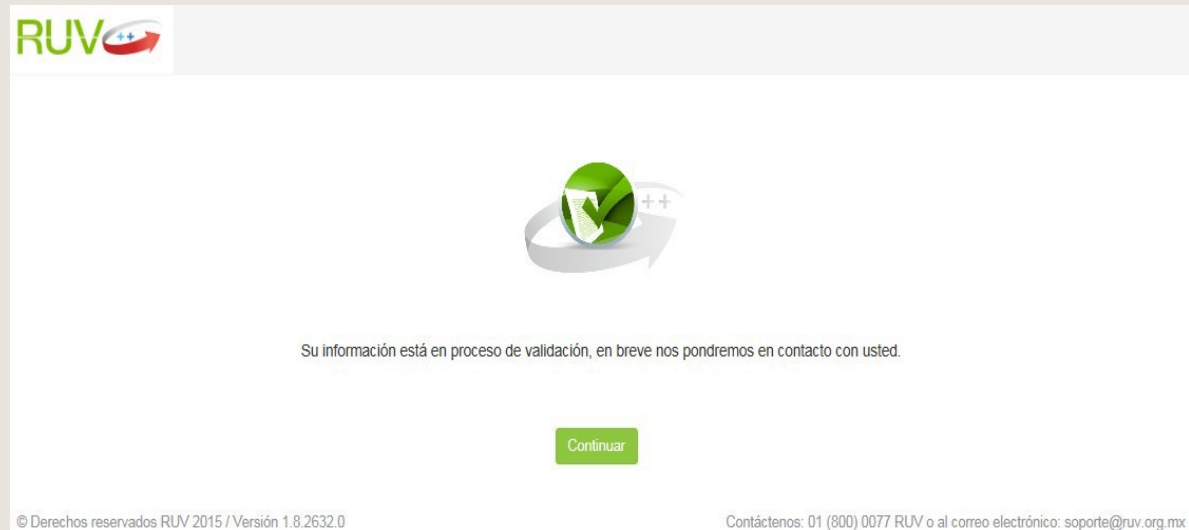 RUV++
++
Su información está en proceso de validación, en breve nos pondremos en contacto con usted.
Continuar
© Derechos reservados RUV 2015 / Versión 1.8.2632.0
Contáctenos: 01 (800) 0077 RUV o al correo electrónico: soporte@ruv.org.mx